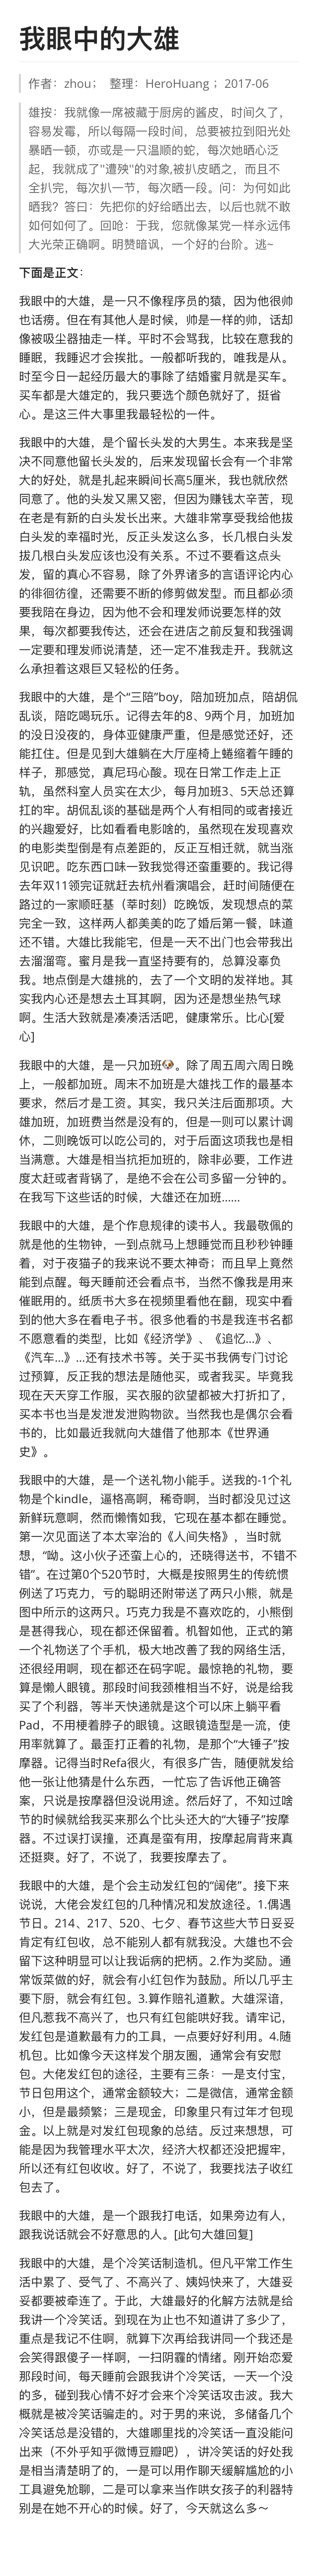 我眼中的大雄
作者：zhou； 整理：HeroHuang ；2017-06
雄按：我就像一席被藏于厨房的酱皮，时间久了，
容易发霉，所以每隔一段时间，总要被拉到阳光处
暴晒一顿，亦或是一只温顺的蛇，每次她晒心泛
起，我就成了"遭殃"的对象,被扒皮晒之，而且不
全扒完，每次扒一节，每次晒一段。问：为何如此
晒我？答曰：先把你的好给晒出去，以后也就不敢
如何如何了。回呛：于我，您就像某党一样永远伟
大光荣正确啊。明赞暗讽，一个好的台阶。逃~
下面是正文：
我眼中的大雄，是一只不像程序员的猿，因为他很帅
也话痨。但在有其他人是时候，帅是一样的帅，话却
像被吸尘器抽走一样。平时不会骂我，比较在意我的
睡眠，我睡迟才会挨批。一般都听我的，唯我是从。
时至今日一起经历最大的事除了结婚蜜月就是买车。
买车都是大雄定的，我只要选个颜色就好了，挺省
心。是这三件大事里我最轻松的一件。
我眼中的大雄，是个留长头发的大男生。本来我是坚
决不同意他留长头发的，后来发现留长会有一个非常
大的好处，就是扎起来瞬间长高5厘米，我也就欣然
同意了。他的头发又黑又密，但因为赚钱太辛苦，现
在老是有新的白头发长出来。大雄非常享受我给他拔
白头发的幸福时光，反正头发这么多，长几根白头发
拔几根白头发应该也没有关系。不过不要看这点头
发，留的真心不容易，除了外界诸多的言语评论内心
的徘徊彷徨，还需要不断的修剪做发型。而且都必须
要我陪在身边，因为他不会和理发师说要怎样的效
果，每次都要我传达，还会在进店之前反复和我强调
一定要和理发师说清楚，还一定不准我走开。我就这
么承担着这艰巨又轻松的任务。
我眼中的大雄，是个“三陪”boy，陪加班加点，陪胡侃
乱谈，陪吃喝玩乐。记得去年的8、9两个月，加班加
的没日没夜的，身体亚健康严重，但是感觉还好，还
能扛住。但是见到大雄躺在大厅座椅上蜷缩着午睡的
样子，那感觉，真尼玛心酸。现在日常工作走上正
轨，虽然科室人员实在太少，每月加班3、5天总还算
扛的牢。胡侃乱谈的基础是两个人有相同的或者接近
的兴趣爱好，比如看看电影啥的，虽然现在发现喜欢
的电影类型倒是有点差距的，反正互相迁就，就当涨
见识吧。吃东西口味一致我觉得还蛮重要的。我记得
去年双11领完证就赶去杭州看演唱会，赶时间随便在
路过的一家顺旺基（莘时刻）吃晚饭，发现想点的菜
完全一致，这样两人都美美的吃了婚后第一餐，味道
还不错。大雄比我能宅，但是一天不出门也会带我出
去溜溜弯。蜜月是我一直坚持要有的，总算没辜负
我。地点倒是大雄挑的，去了一个文明的发祥地。其
实我内心还是想去土耳其啊，因为还是想坐热气球
啊。生活大致就是凑凑活活吧，健康常乐。比心[爱
心]
我眼中的大雄，是一只加班🐶。除了周五周六周日晚
上，一般都加班。周末不加班是大雄找工作的最基本
要求，然后才是工资。其实，我只关注后面那项。大
雄加班，加班费当然是没有的，但是一则可以累计调
休，二则晚饭可以吃公司的，对于后面这项我也是相
当满意。大雄是相当抗拒加班的，除非必要，工作进
度太赶或者背锅了，是绝不会在公司多留一分钟的。
在我写下这些话的时候，大雄还在加班......
我眼中的大雄，是个作息规律的读书人。我最敬佩的
就是他的生物钟，一到点就马上想睡觉而且秒秒钟睡
着，对于夜猫子的我来说不要太神奇；而且早上竟然
能到点醒。每天睡前还会看点书，当然不像我是用来
催眠用的。纸质书大多在视频里看他在翻，现实中看
到的他大多在看电子书。很多他看的书是我连书名都
不愿意看的类型，比如《经济学》、《追忆...》、
《汽车...》...还有技术书等。关于买书我俩专门讨论
过预算，反正我的想法是随他买，或者我买。毕竟我
现在天天穿工作服，买衣服的欲望都被大打折扣了，
买本书也当是发泄发泄购物欲。当然我也是偶尔会看
书的，比如最近我就向大雄借了他那本《世界通
史》。
我眼中的大雄，是一个送礼物小能手。送我的-1个礼
物是个kindle，逼格高啊，稀奇啊，当时都没见过这
新鲜玩意啊，然而懒惰如我，它现在基本都在睡觉。
第一次见面送了本太宰治的《人间失格》，当时就
想，“呦。这小伙子还蛮上心的，还晓得送书，不错不
错”。在过第0个520节时，大概是按照男生的传统惯
例送了巧克力，亏的聪明还附带送了两只小熊，就是
图中所示的这两只。巧克力我是不喜欢吃的，小熊倒
是甚得我心，现在都还保留着。机智如他，正式的第
一个礼物送了个手机，极大地改善了我的网络生活，
还很经用啊，现在都还在码字呢。最惊艳的礼物，要
算是懒人眼镜。那段时间我颈椎相当不好，说是给我
买了个利器，等半天快递就是这个可以床上躺平看
Pad，不用梗着脖子的眼镜。这眼镜造型是一流，使
用率就算了。最歪打正着的礼物，是那个“大锤子”按
摩器。记得当时Refa很火，有很多广告，随便就发给
他一张让他猜是什么东西，一忙忘了告诉他正确答
案，只说是按摩器但没说用途。然后好了，不知过啥
节的时候就给我买来那么个比头还大的“大锤子”按摩
器。不过误打误撞，还真是蛮有用，按摩起肩背来真
还挺爽。好了，不说了，我要按摩去了。
我眼中的大雄，是个会主动发红包的“阔佬”。接下来
说说，大佬会发红包的几种情况和发放途径。1.偶遇
节日。214、217、520、七夕、春节这些大节日妥妥
肯定有红包收，总不能别人都有就我没。大雄也不会
留下这种明显可以让我诟病的把柄。2.作为奖励。通
常饭菜做的好，就会有小红包作为鼓励。所以几乎主
要下厨，就会有红包。3.算作赔礼道歉。大雄深谙，
但凡惹我不高兴了，也只有红包能哄好我。请牢记，
发红包是道歉最有力的工具，一点要好好利用。4.随
机包。比如像今天这样发个朋友圈，通常会有安慰
包。大佬发红包的途径，主要有三条：一是支付宝，
节日包用这个，通常金额较大；二是微信，通常金额
小，但是最频繁；三是现金，印象里只有过年才包现
金。以上就是对发红包现象的总结。反过来想想，可
能是因为我管理水平太次，经济大权都还没把握牢，
所以还有红包收收。好了，不说了，我要找法子收红
包去了。
我眼中的大雄，是一个跟我打电话，如果旁边有人，
跟我说话就会不好意思的人。[此句大雄回复]
我眼中的大雄，是个冷笑话制造机。但凡平常工作生
活中累了、受气了、不高兴了、姨妈快来了，大雄妥
妥都要被牵连了。于此，大雄最好的化解方法就是给
我讲一个冷笑话。到现在为止也不知道讲了多少了，
重点是我记不住啊，就算下次再给我讲同一个我还是
会笑得跟傻子一样啊，一扫阴霾的情绪。刚开始恋爱
那段时间，每天睡前会跟我讲个冷笑话，一天一个没
的多，碰到我心情不好才会来个冷笑话攻击波。我大
概就是被冷笑话骗走的。对于男的来说，多储备几个
冷笑话总是没错的，大雄哪里找的冷笑话一直没能问
出来（不外乎知乎微博豆瓣吧），讲冷笑话的好处我
是相当清楚明了的，一是可以用作聊天缓解尴尬的小
工具避免尬聊，二是可以拿来当作哄女孩子的利器特
别是在她不开心的时候。好了，今天就这么多～